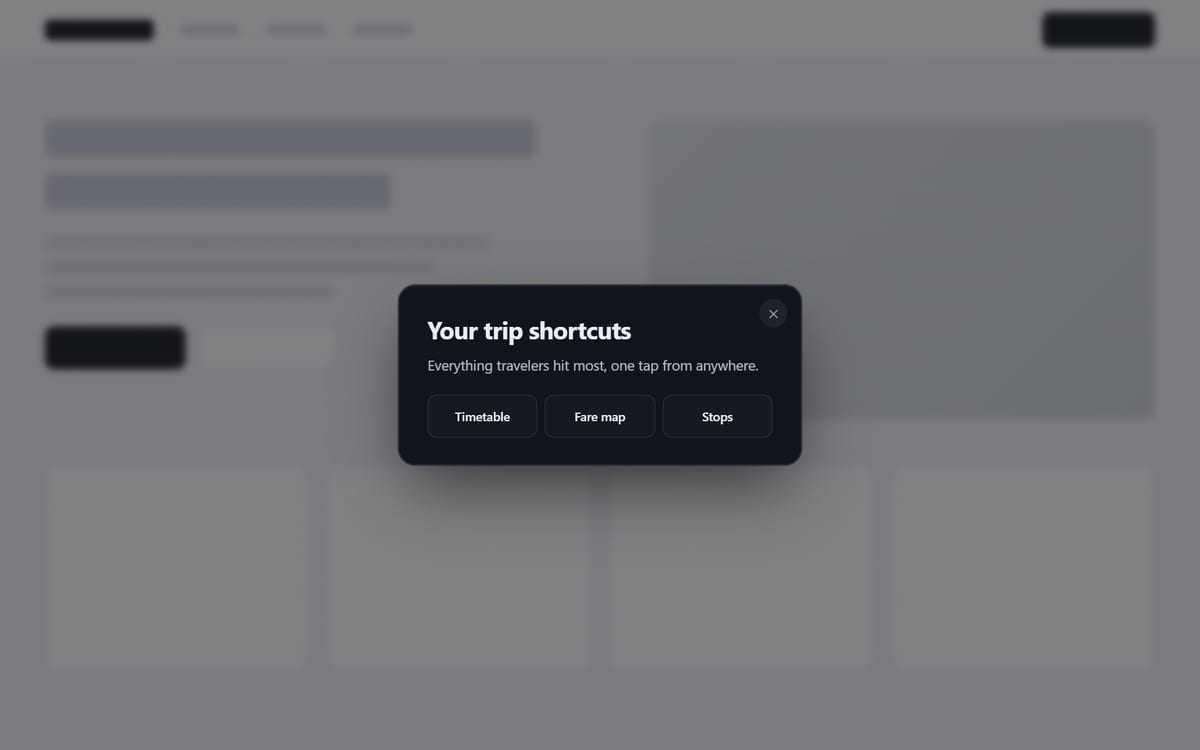 Your trip shortcuts
Everything travelers hit most, one tap from anywhere.
Timetable
Fare map
Stops